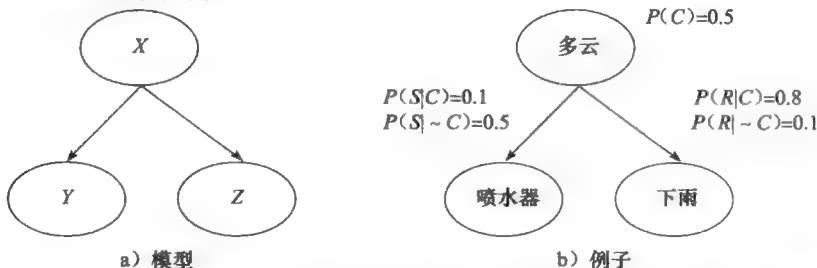 X
Y
Z
a）模型
P(C)=0.5
多云
P(S|C)=0.1
P(S|~C)=0.5
P(R|C)=0.8
P(R|~C)=0.1
喷水器
下雨
b）例子